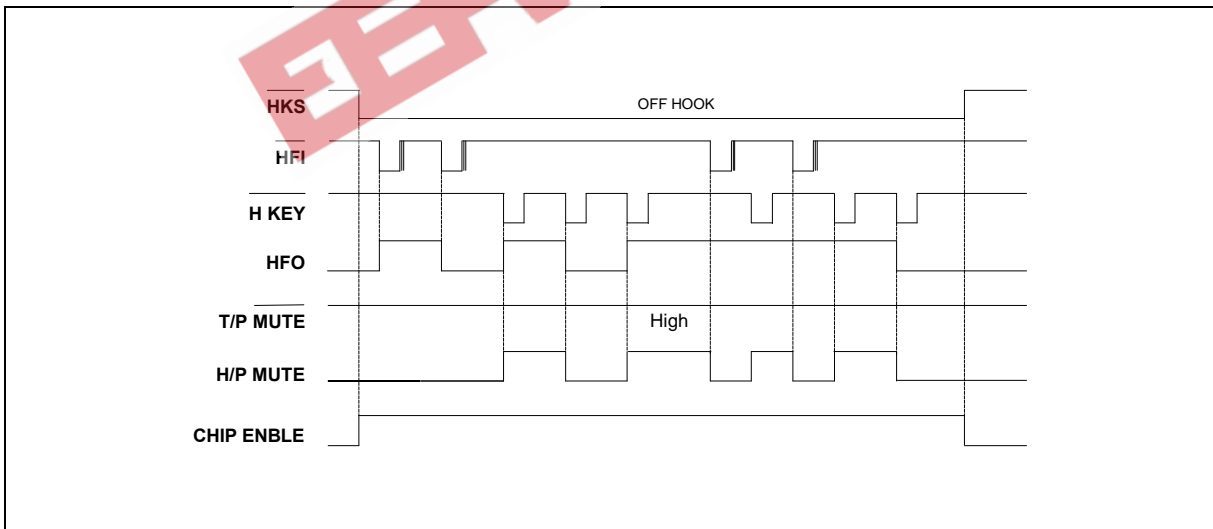 HKS
OFF HOOK
HFI
H KEY
HFO
T/P MUTE
High
H/P MUTE
CHIP ENBLE